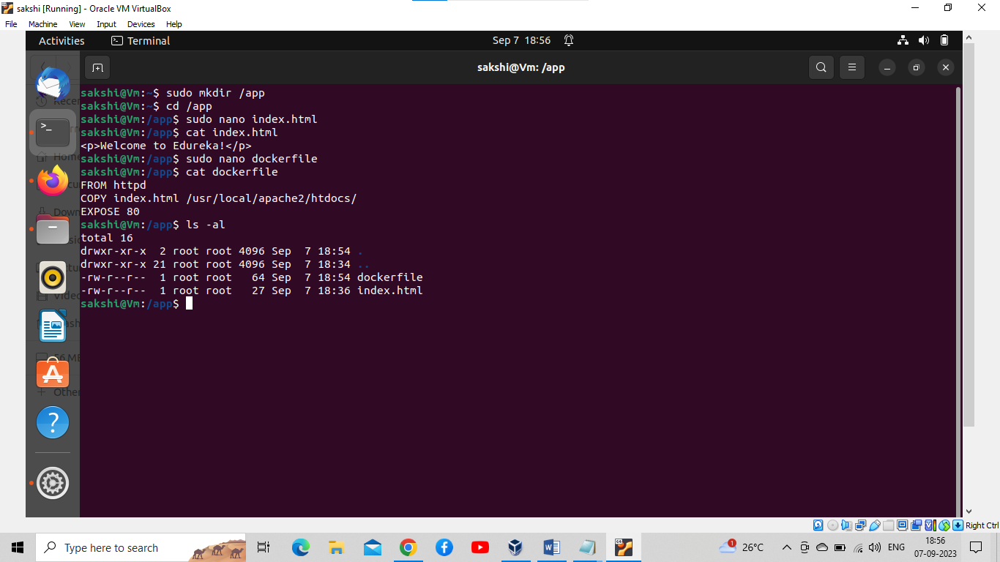 sakshi [Running] - Oracle VM VirtualBox
File Machine View Input Devices Help
Activities Terminal Sep 7 18:56
sakshi@Vm: /app
sakshi@Vm:~$ sudo mkdir /app
sakshi@Vm:~$ cd /app
sakshi@Vm:/app$ sudo nano index.html
sakshi@Vm:/app$ cat index.html
<p>Welcome to Edureka!</p>
sakshi@Vm:/app$ sudo nano dockerfile
sakshi@Vm:/app$ cat dockerfile
FROM httpd
COPY index.html /usr/local/apache2/htdocs/
EXPOSE 80
sakshi@Vm:/app$ ls -al
total 16
drwxr-xr-x  2 root root 4096 Sep  7 18:54 .
drwxr-xr-x 21 root root 4096 Sep  7 18:34 ..
-rw-r--r--  1 root root   64 Sep  7 18:54 dockerfile
-rw-r--r--  1 root root   27 Sep  7 18:36 index.html
sakshi@Vm:/app$
Right Ctrl
Type here to search
26°C
ENG
18:56
07-09-2023